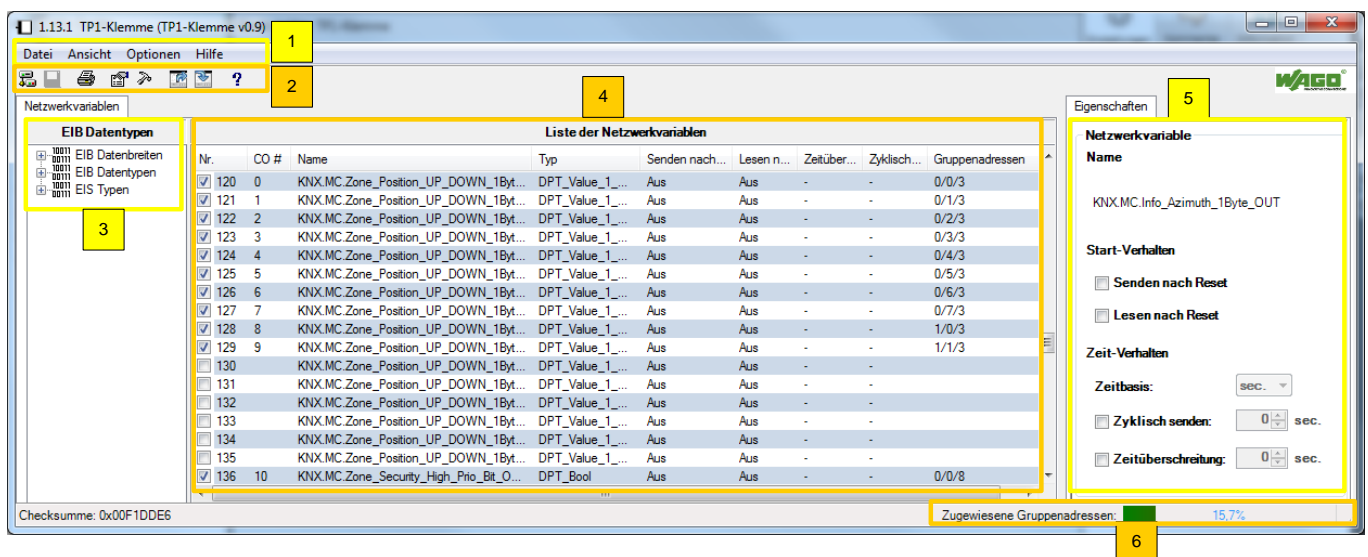 1.13.1 TP1-Klemme (TP1-Klemme v0.9)
1
Datei Ansicht Optionen Hilfe
2
?
WAGO
4
5
Netzwerkvariablen
Eigenschaften
EIB Datentypen
EIB Datenbreiten
EIB Datentypen
EIS Typen
3
Liste der Netzwerkvariablen
Nr. CO # Name Typ Senden nach... Lesen n... Zeitüber... Zyklisch... Gruppenadressen
120 0 KNX.MC.Zone_Position_UP_DOWN_1Byt... DPT_Value_1_... Aus Aus - - 0/0/3
121 1 KNX.MC.Zone_Position_UP_DOWN_1Byt... DPT_Value_1_... Aus Aus - - 0/1/3
122 2 KNX.MC.Zone_Position_UP_DOWN_1Byt... DPT_Value_1_... Aus Aus - - 0/2/3
123 3 KNX.MC.Zone_Position_UP_DOWN_1Byt... DPT_Value_1_... Aus Aus - - 0/3/3
124 4 KNX.MC.Zone_Position_UP_DOWN_1Byt... DPT_Value_1_... Aus Aus - - 0/4/3
125 5 KNX.MC.Zone_Position_UP_DOWN_1Byt... DPT_Value_1_... Aus Aus - - 0/5/3
126 6 KNX.MC.Zone_Position_UP_DOWN_1Byt... DPT_Value_1_... Aus Aus - - 0/6/3
127 7 KNX.MC.Zone_Position_UP_DOWN_1Byt... DPT_Value_1_... Aus Aus - - 0/7/3
128 8 KNX.MC.Zone_Position_UP_DOWN_1Byt... DPT_Value_1_... Aus Aus - - 1/0/3
129 9 KNX.MC.Zone_Position_UP_DOWN_1Byt... DPT_Value_1_... Aus Aus - - 1/1/3
130 KNX.MC.Zone_Position_UP_DOWN_1Byt... DPT_Value_1_... Aus Aus - -
131 KNX.MC.Zone_Position_UP_DOWN_1Byt... DPT_Value_1_... Aus Aus - -
132 KNX.MC.Zone_Position_UP_DOWN_1Byt... DPT_Value_1_... Aus Aus - -
133 KNX.MC.Zone_Position_UP_DOWN_1Byt... DPT_Value_1_... Aus Aus - -
134 KNX.MC.Zone_Position_UP_DOWN_1Byt... DPT_Value_1_... Aus Aus - -
135 KNX.MC.Zone_Position_UP_DOWN_1Byt... DPT_Value_1_... Aus Aus - -
136 10 KNX.MC.Zone_Security_High_Prio_Bit_O... DPT_Bool Aus Aus - - 0/0/8
Netzwerkvariable
Name
KNX.MC.Info_Azimuth_1Byte_OUT
Start-Verhalten
Senden nach Reset
Lesen nach Reset
Zeit-Verhalten
Zeitbasis: sec.
Zyklisch senden: 0 sec.
Zeitüberschreitung: 0 sec.
Checksumme: 0x00F1DDE6
Zugewiesene Gruppenadressen: 15,7%
6